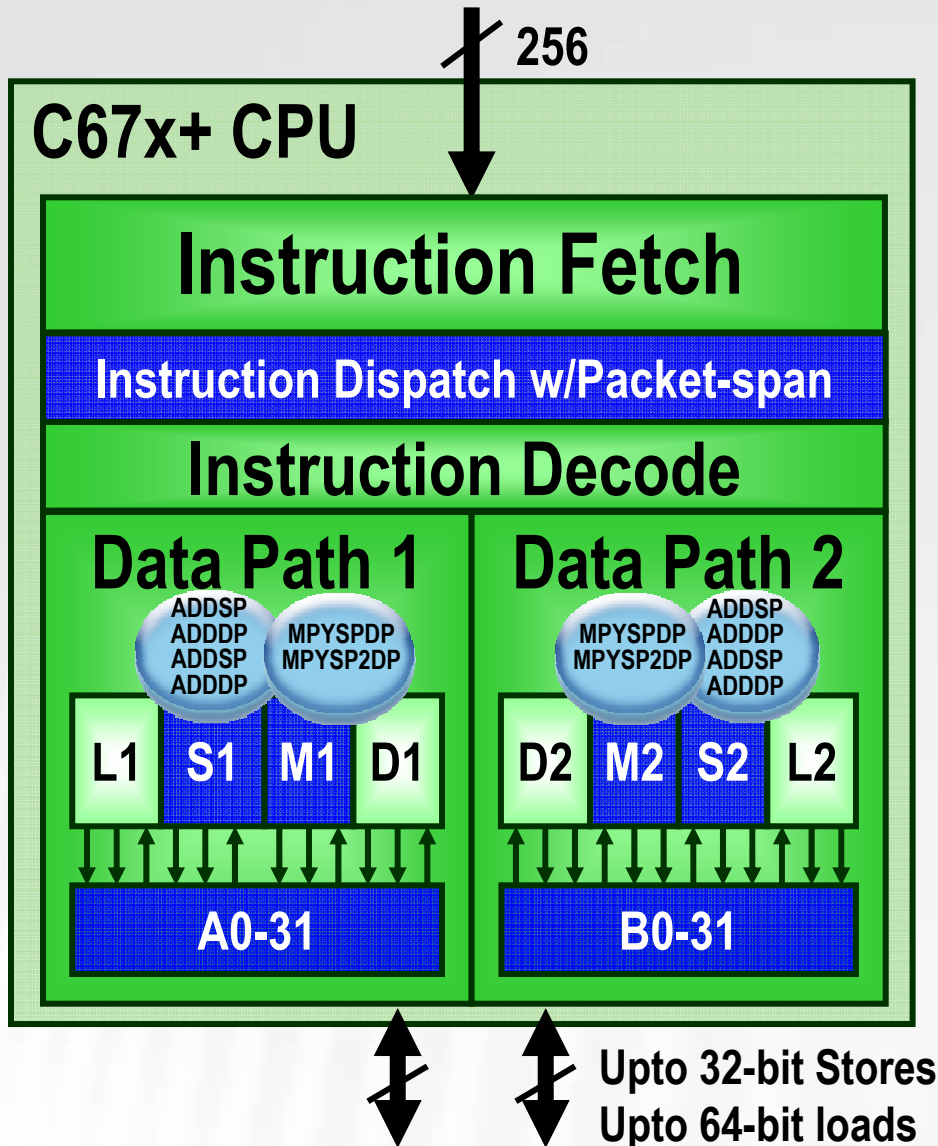 256
C67x+ CPU
Instruction Fetch
Instruction Dispatch w/Packet-span
Instruction Decode
Data Path 1
Data Path 2
ADDSP
ADDDP
ADDSP
ADDDP
MPYSPDP
MPYSP2DP
MPYSPDP
MPYSP2DP
ADDSP
ADDDP
ADDSP
ADDDP
L1 S1 M1 D1
D2 M2 S2 L2
A0-31
B0-31
Upto 32-bit Stores
Upto 64-bit loads